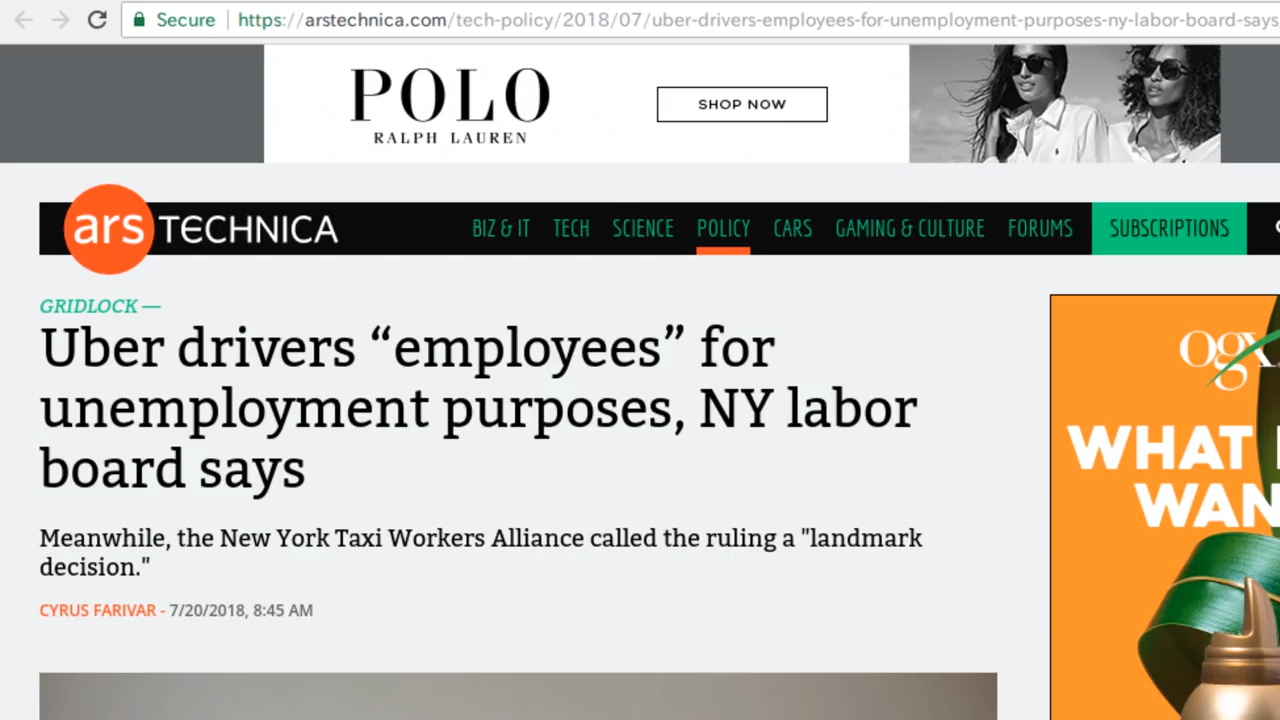 Secure https://arstechnica.com/tech-policy/2018/07/uber-drivers-employees-for-unemployment-purposes-ny-labor-board-says
POLO
RALPH LAUREN
SHOP NOW
ars TECHNICA
BIZ & IT TECH SCIENCE POLICY CARS GAMING & CULTURE FORUMS SUBSCRIPTIONS
GRIDLOCK —
Uber drivers “employees” for
unemployment purposes, NY labor
board says
Meanwhile, the New York Taxi Workers Alliance called the ruling a "landmark
decision."
CYRUS FARIVAR - 7/20/2018, 8:45 AM
ogx
WHAT
WAN